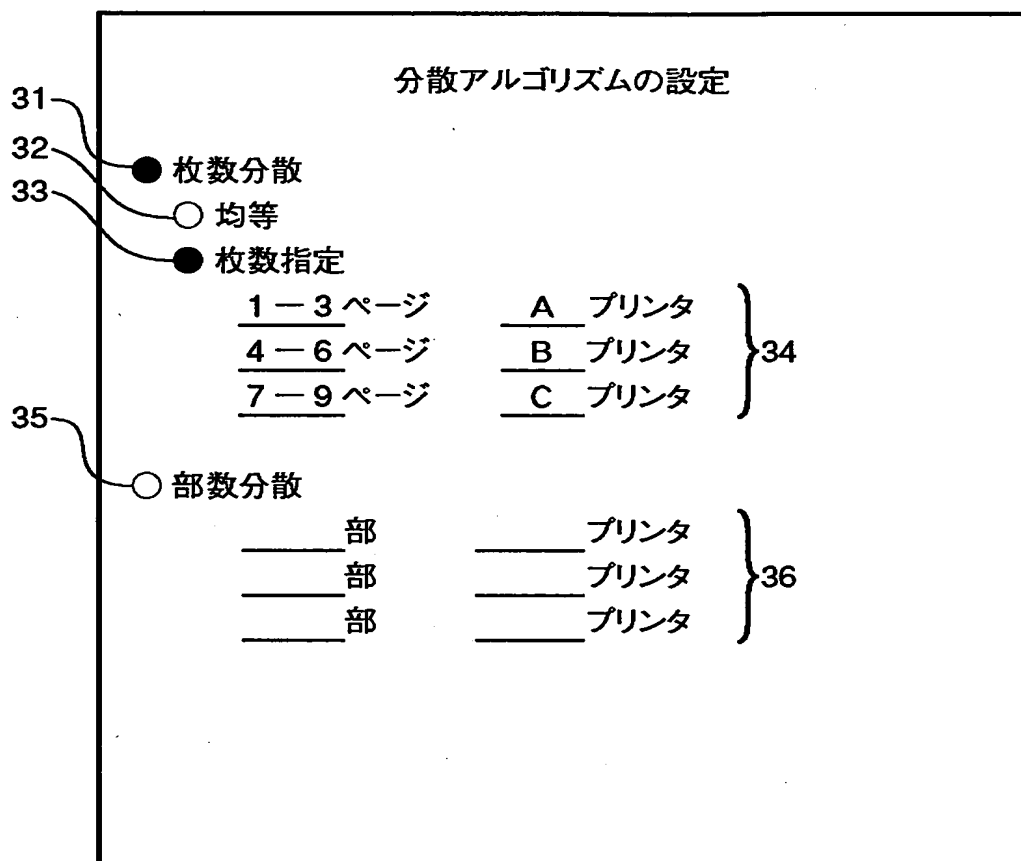 分散アルゴリズムの設定
31
32
33
● 枚数分散
○ 均等
● 枚数指定
1 － 3 ページ A プリンタ
4 － 6 ページ B プリンタ
7 － 9 ページ C プリンタ
34
35
○ 部数分散
部 プリンタ
部 プリンタ
部 プリンタ
36